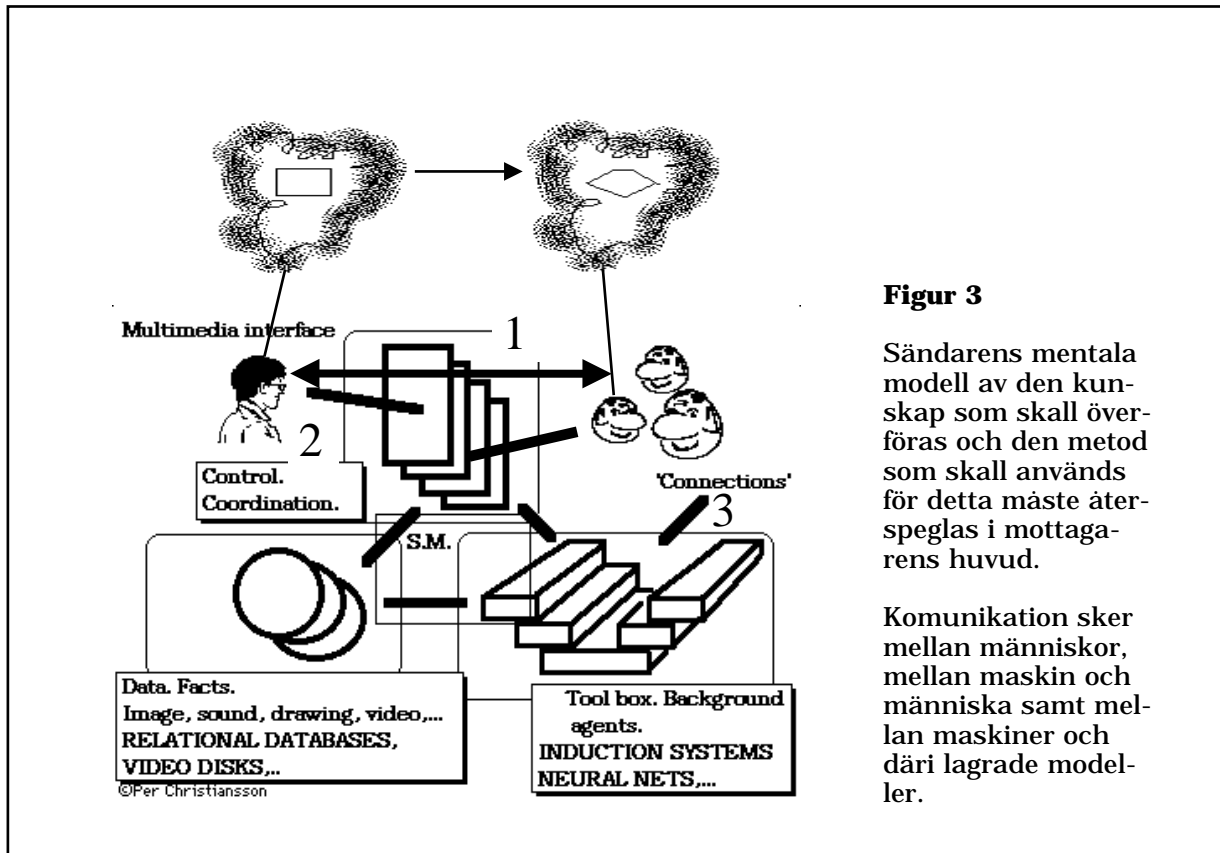 Multimedia interface
1
2
Control.
Coordination.
'Connections'
3
S.M.
Data. Facts.
Image, sound, drawing, video,...
RELATIONAL DATABASES,
VIDEO DISKS,..
Tool box. Background
agents.
INDUCTION SYSTEMS
NEURAL NETS,...
©Per Christiansson
Figur 3
Sändarens mentala
modell av den kun-
skap som skall över-
föras och den metod
som skall används
för detta måste åter-
speglas i mottaga-
rens huvud.
Komunikation sker
mellan människor,
mellan maskin och
människa samt mel-
lan maskiner och
däri lagrade model-
ler.